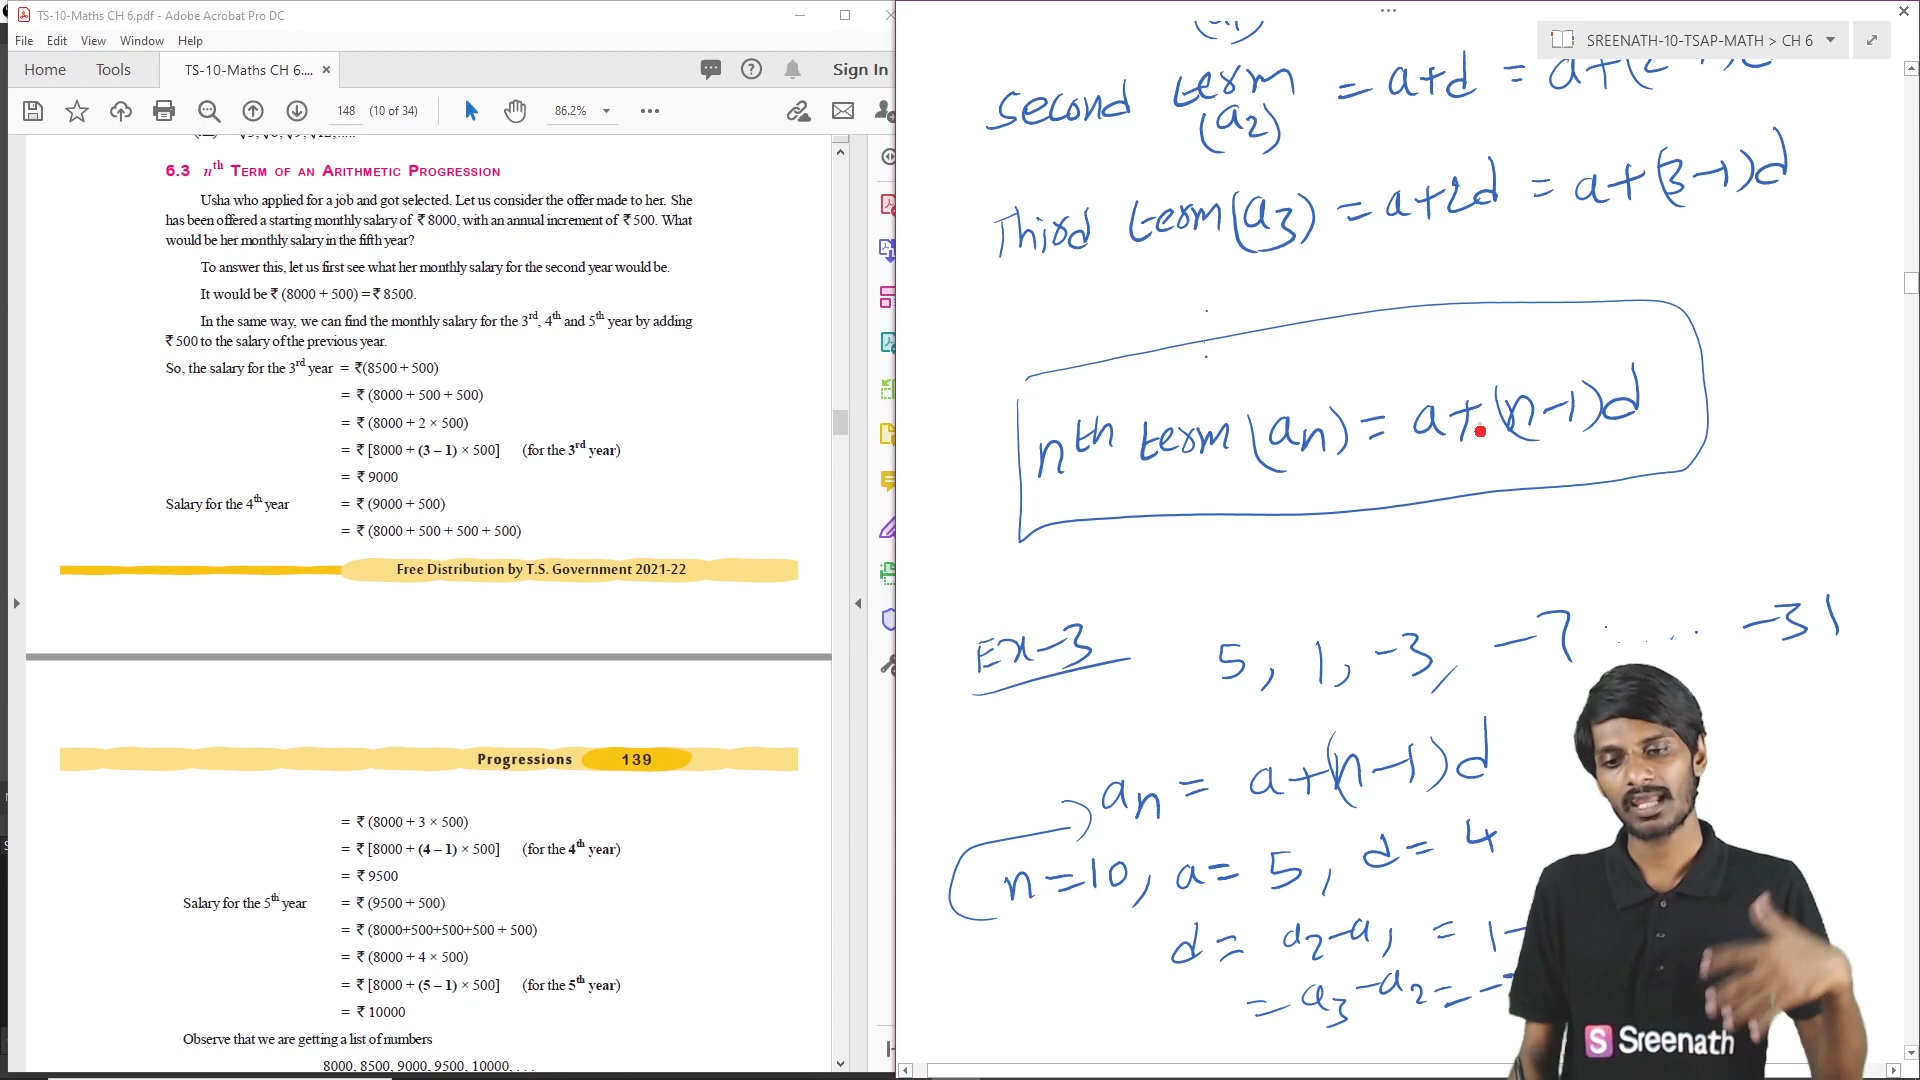 TS-10-Maths CH 6.pdf - Adobe Acrobat Pro DC
File Edit View Window Help
Home Tools TS-10-Maths CH 6.... × Sign In
148 (10 of 34) 86.2%
6.3 nth TERM OF AN ARITHMETIC PROGRESSION
Usha who applied for a job and got selected. Let us consider the offer made to her. She
has been offered a starting monthly salary of ₹ 8000, with an annual increment of ₹ 500. What
would be her monthly salary in the fifth year?
To answer this, let us first see what her monthly salary for the second year would be.
It would be ₹ (8000 + 500) = ₹ 8500.
In the same way, we can find the monthly salary for the 3rd, 4th and 5th year by adding
₹ 500 to the salary of the previous year.
So, the salary for the 3rd year = ₹(8500 + 500)
= ₹ (8000 + 500 + 500)
= ₹ (8000 + 2 × 500)
= ₹ [8000 + (3 – 1) × 500] (for the 3rd year)
= ₹ 9000
Salary for the 4th year = ₹ (9000 + 500)
= ₹ (8000 + 500 + 500 + 500)
Free Distribution by T.S. Government 2021-22
Progressions 139
= ₹ (8000 + 3 × 500)
= ₹ [8000 + (4 – 1) × 500] (for the 4th year)
= ₹ 9500
Salary for the 5th year = ₹ (9500 + 500)
= ₹ (8000+500+500+500 + 500)
= ₹ (8000 + 4 × 500)
= ₹ [8000 + (5 – 1) × 500] (for the 5th year)
= ₹ 10000
Observe that we are getting a list of numbers
8000, 8500, 9000, 9500, 10000, . . .
SREENATH-10-TSAP-MATH > CH 6
Second term (a2) = a+d = a+(2
Third term (a3) = a+2d = a+(3-1)d
nth term (an) = a+(n-1)d
Ex-3 5, 1, -3, -7 ..... -31
an = a+(n-1)d
n=10, a= 5, d= 4
d= a2-a1 = 1-
= a3-a2= -
S Sreenath